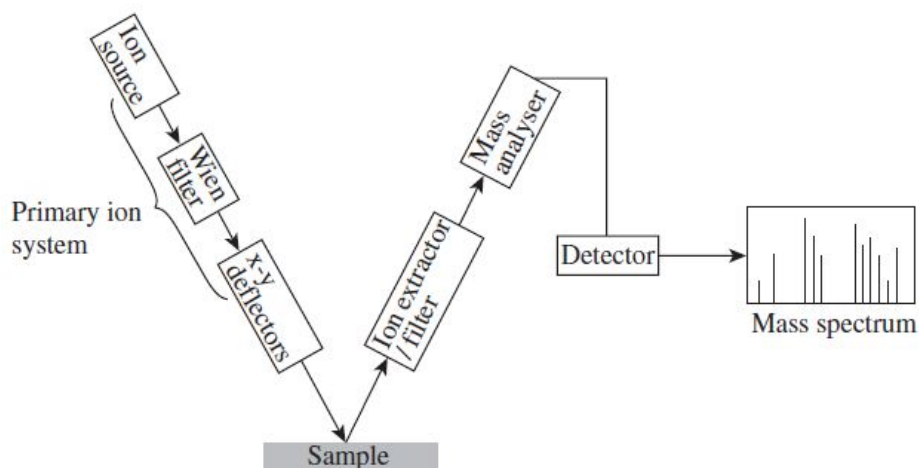 Ion
source
Wien
filter
Primary ion
system
x-y
deflectors
Sample
Ion extractor
/ filter
Mass
analyser
Detector
Mass spectrum